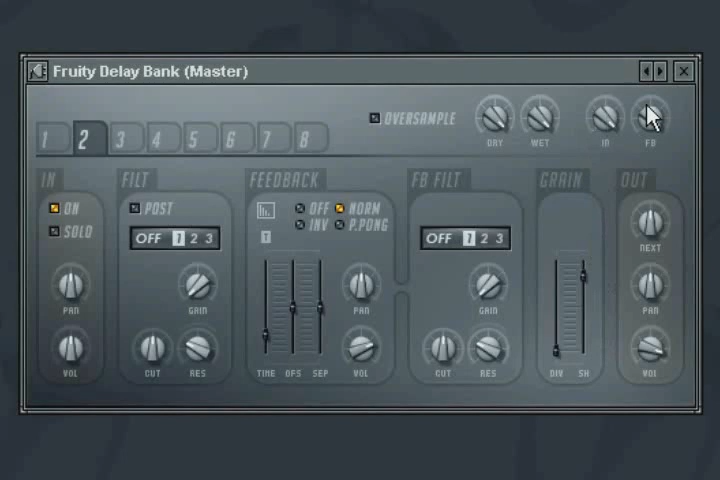 Fruity Delay Bank (Master)
OVERSAMPLE
DRY WET IN FB
1 2 3 4 5 6 7 8
IN FILT FEEDBACK FB FILT GRAIN OUT
ON POST OFF NORM
SOLO INV P.PONG
OFF 1 2 3 T OFF 1 2 3
NEXT
PAN GAIN PAN GAIN PAN
VOL CUT RES TIME OFS SEP VOL CUT RES DIV SH VOL